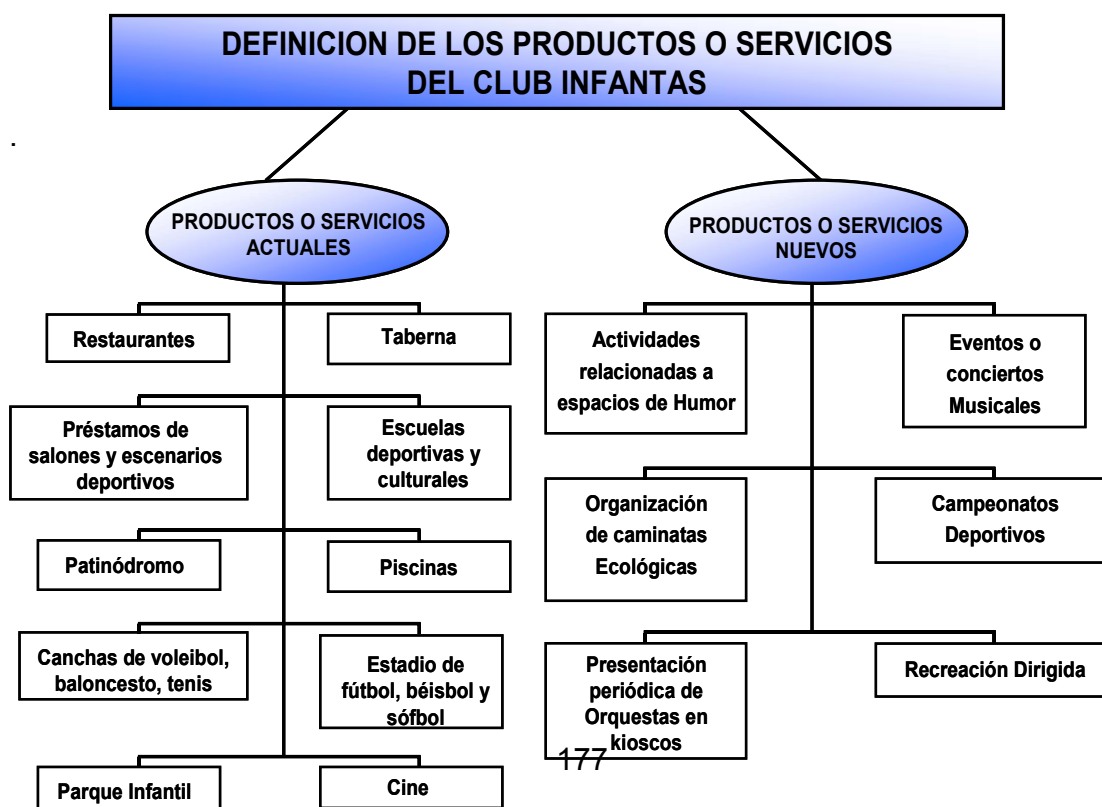 DEFINICION DE LOS PRODUCTOS O SERVICIOS
DEL CLUB INFANTAS
.
PRODUCTOS O SERVICIOS
ACTUALES
Restaurantes
Taberna
Préstamos de
salones y escenarios
deportivos
Escuelas
deportivas y
culturales
Patinódromo
Piscinas
Canchas de voleibol,
baloncesto, tenis
Estadio de
fútbol, béisbol y
sófbol
Parque Infantil
Cine
PRODUCTOS O SERVICIOS
NUEVOS
Actividades
relacionadas a
espacios de Humor
Eventos o
conciertos
Musicales
Organización
de caminatas
Ecológicas
Campeonatos
Deportivos
Presentación
periódica de
Orquestas en
kioscos
Recreación Dirigida
177